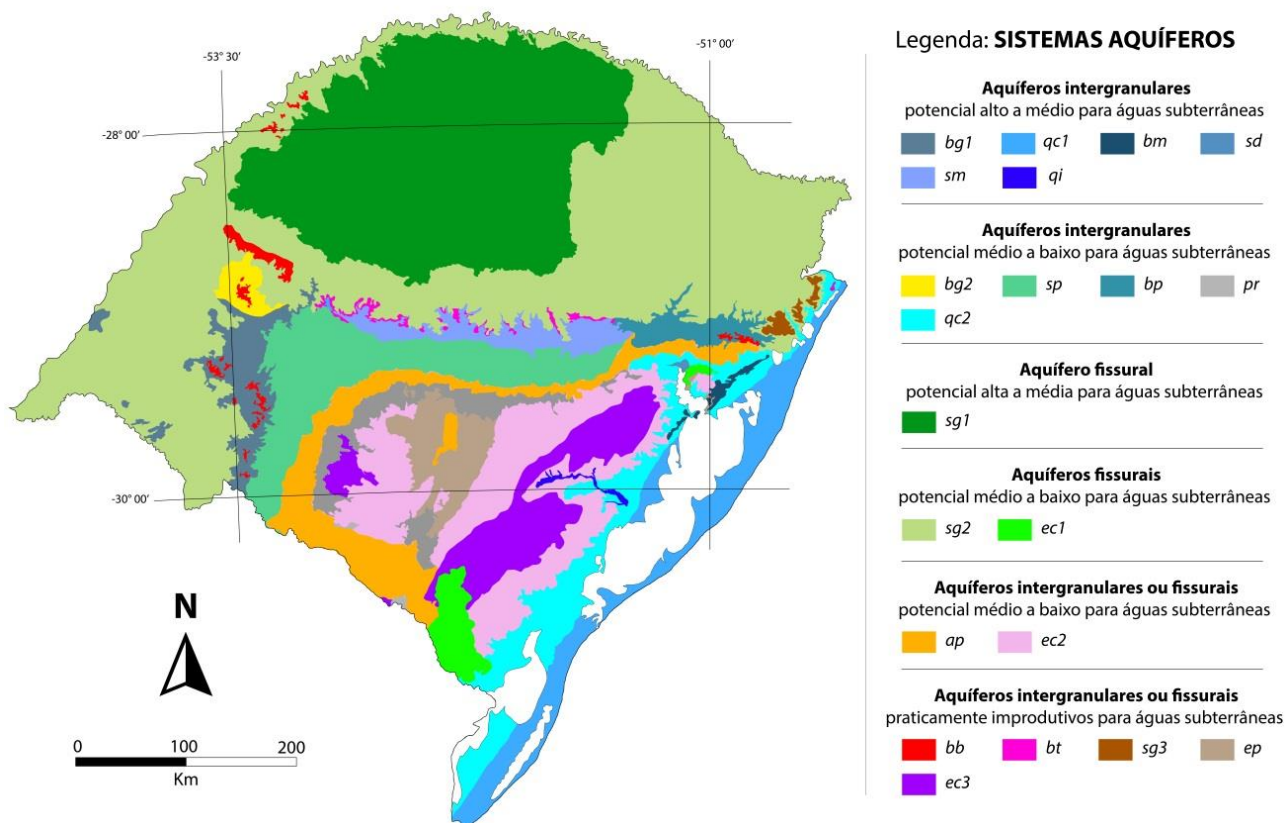 -53° 30’
-51° 00’
-28° 00’
-30° 00’
N
0 100 200
Km
Legenda: SISTEMAS AQUÍFEROS
Aquíferos intergranulares
potencial alto a médio para águas subterrâneas
bg1 qc1 bm sd
sm qi
Aquíferos intergranulares
potencial médio a baixo para águas subterrâneas
bg2 sp bp pr
qc2
Aquífero fissural
potencial alta a média para águas subterrâneas
sg1
Aquíferos fissurais
potencial médio a baixo para águas subterrâneas
sg2 ec1
Aquíferos intergranulares ou fissurais
potencial médio a baixo para águas subterrâneas
ap ec2
Aquíferos intergranulares ou fissurais
praticamente improdutivos para águas subterrâneas
bb bt sg3 ep
ec3